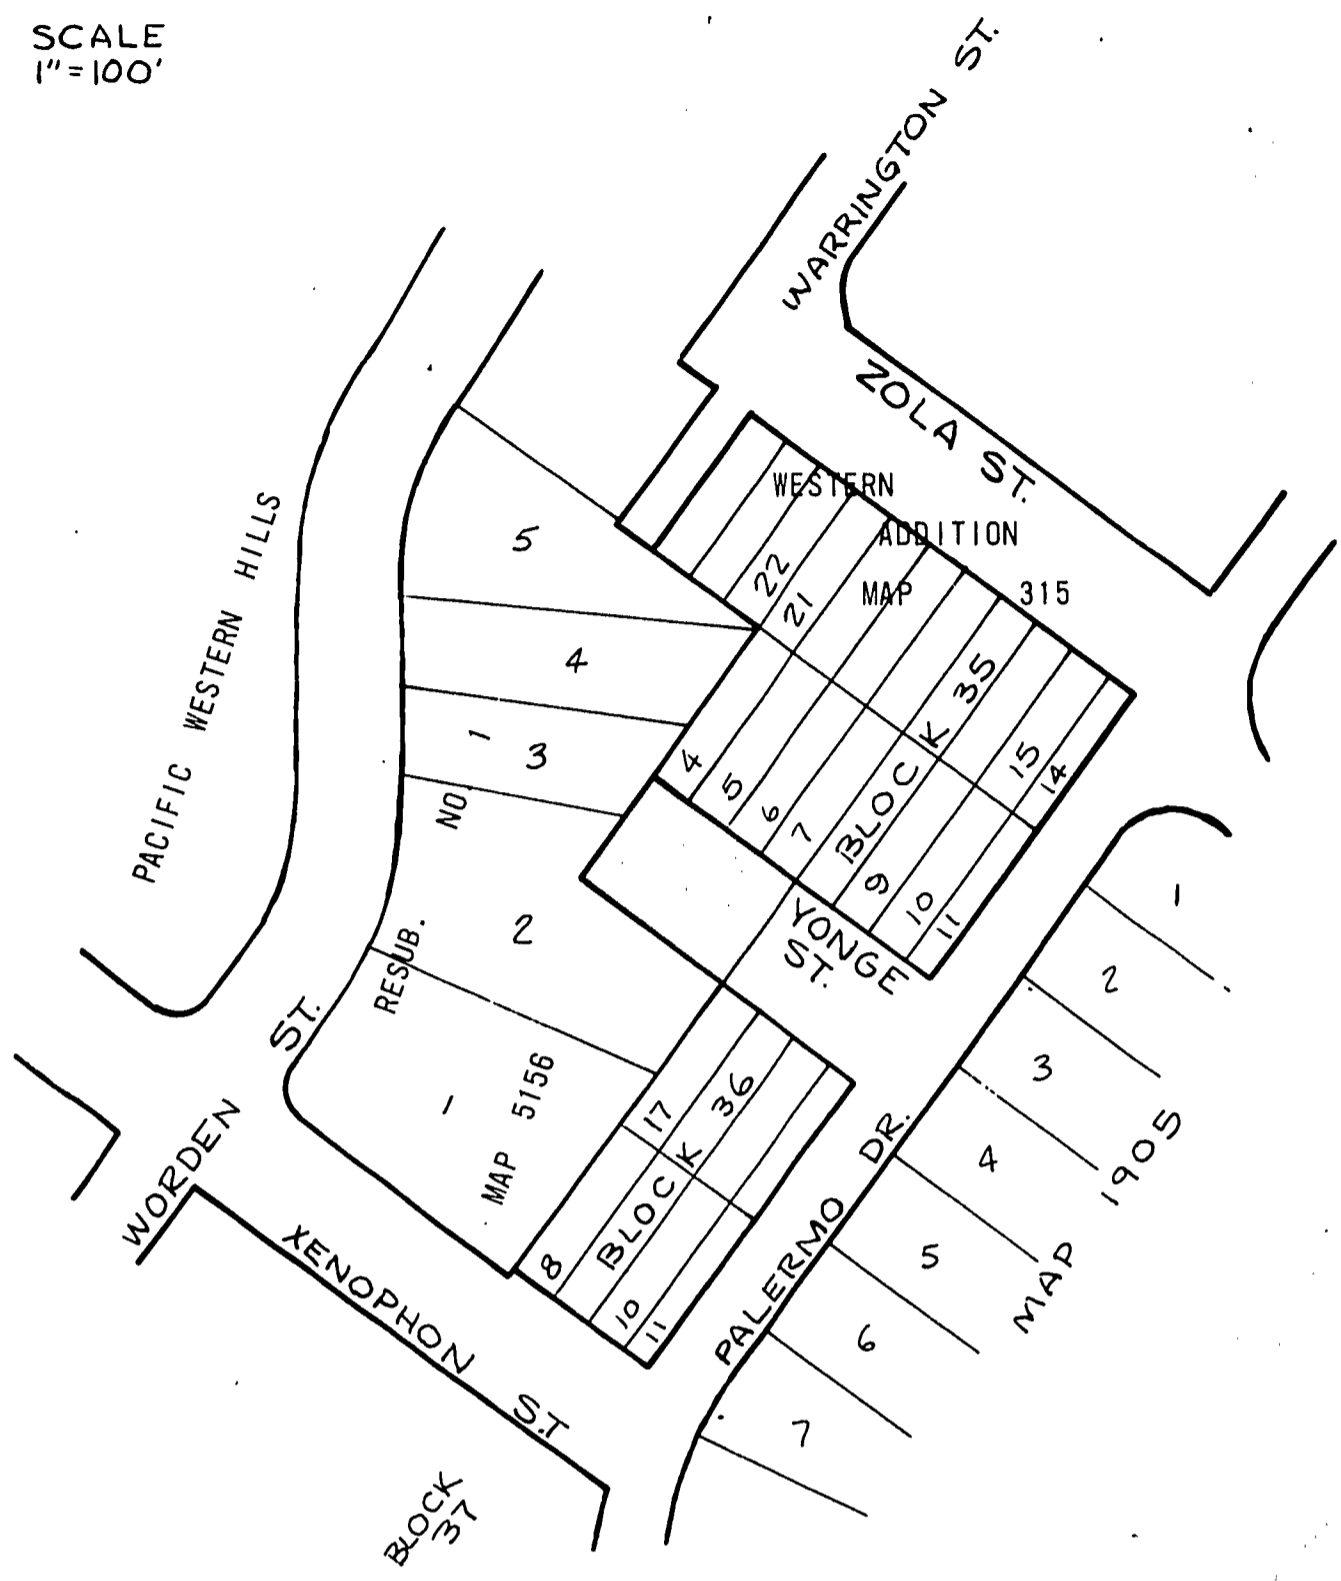 SCALE
1"=100'
WARRINGTON ST.
ZOLA ST.
WESTERN
ADDITION
MAP 315
PACIFIC WESTERN HILLS
5
4
3
2
1
RESUB. NO. 1
MAP 5156
22
21
BLOCK 35
15
14
4
5
6
7
9
10
11
YONGE
ST.
17
BLOCK 36
8
10
11
PALERMO DR.
1
2
3
4
5
6
7
MAP 1905
WORDEN ST.
XENOPHON S.T
BLOCK
37